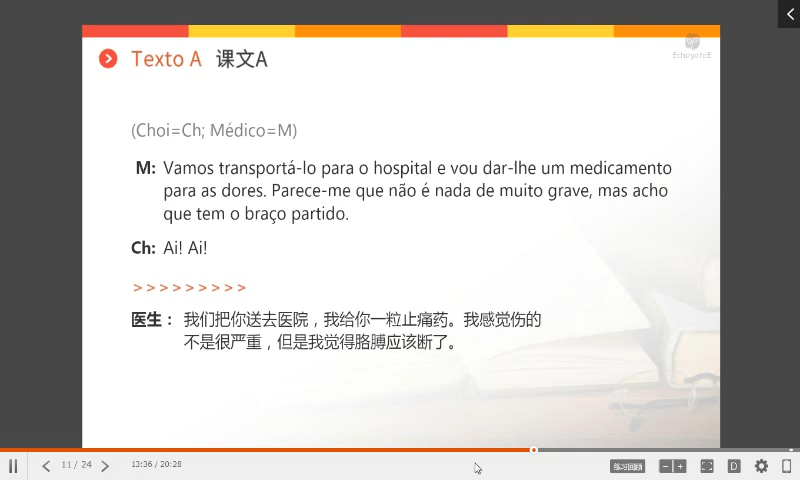 Texto A 课文A
EchoyohcE
(Choi=Ch; Médico=M)
M: Vamos transportá-lo para o hospital e vou dar-lhe um medicamento
para as dores. Parece-me que não é nada de muito grave, mas acho
que tem o braço partido.
Ch: Ai! Ai!
>>>>>>>>>
医生： 我们把你送去医院，我给你一粒止痛药。我感觉伤的
不是很严重，但是我觉得胳膊应该断了。
11 / 24 13:36 / 20:28 练习回顾 D